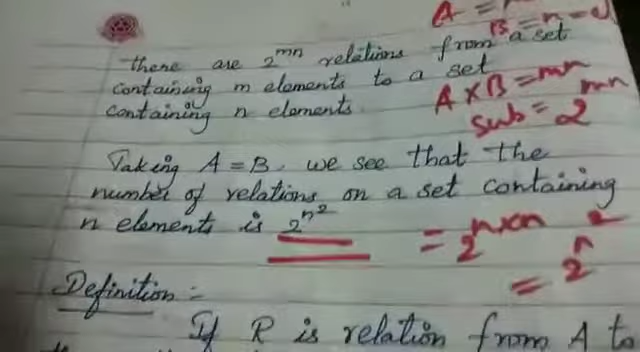 A =
B = n
there are 2^mn relations from a set
containing m elements to a set
containing n elements.
A × B = mn
sub = 2^mn
Taking A = B, we see that the
number of relations on a set containing
n elements is 2^n²
= 2^n×n
= 2^n²
Definition :-
If R is relation from A to